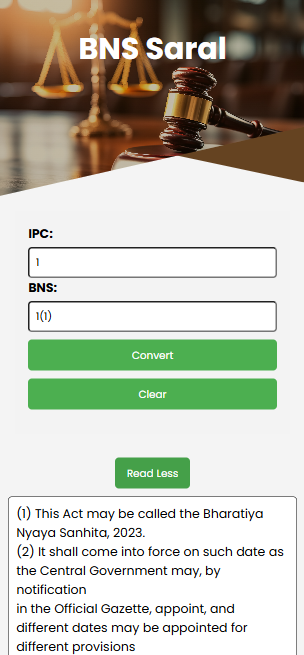 BNS Saral
IPC:
1
BNS:
1(1)
Convert
Clear
Read Less
(1) This Act may be called the Bharatiya
Nyaya Sanhita, 2023.
(2) It shall come into force on such date as
the Central Government may, by
notification
in the Official Gazette, appoint, and
different dates may be appointed for
different provisions